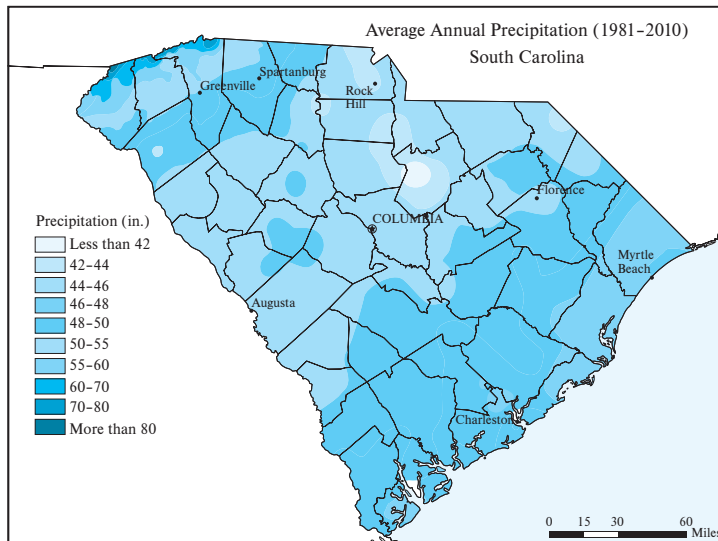 Average Annual Precipitation (1981–2010)
South Carolina
Spartanburg
Greenville
Rock
Hill
Florence
COLUMBIA
Precipitation (in.)
Less than 42
42–44
44–46
46–48
48–50
50–55
55–60
60–70
70–80
More than 80
Myrtle
Beach
Augusta
Charleston
0 15 30 60
Miles